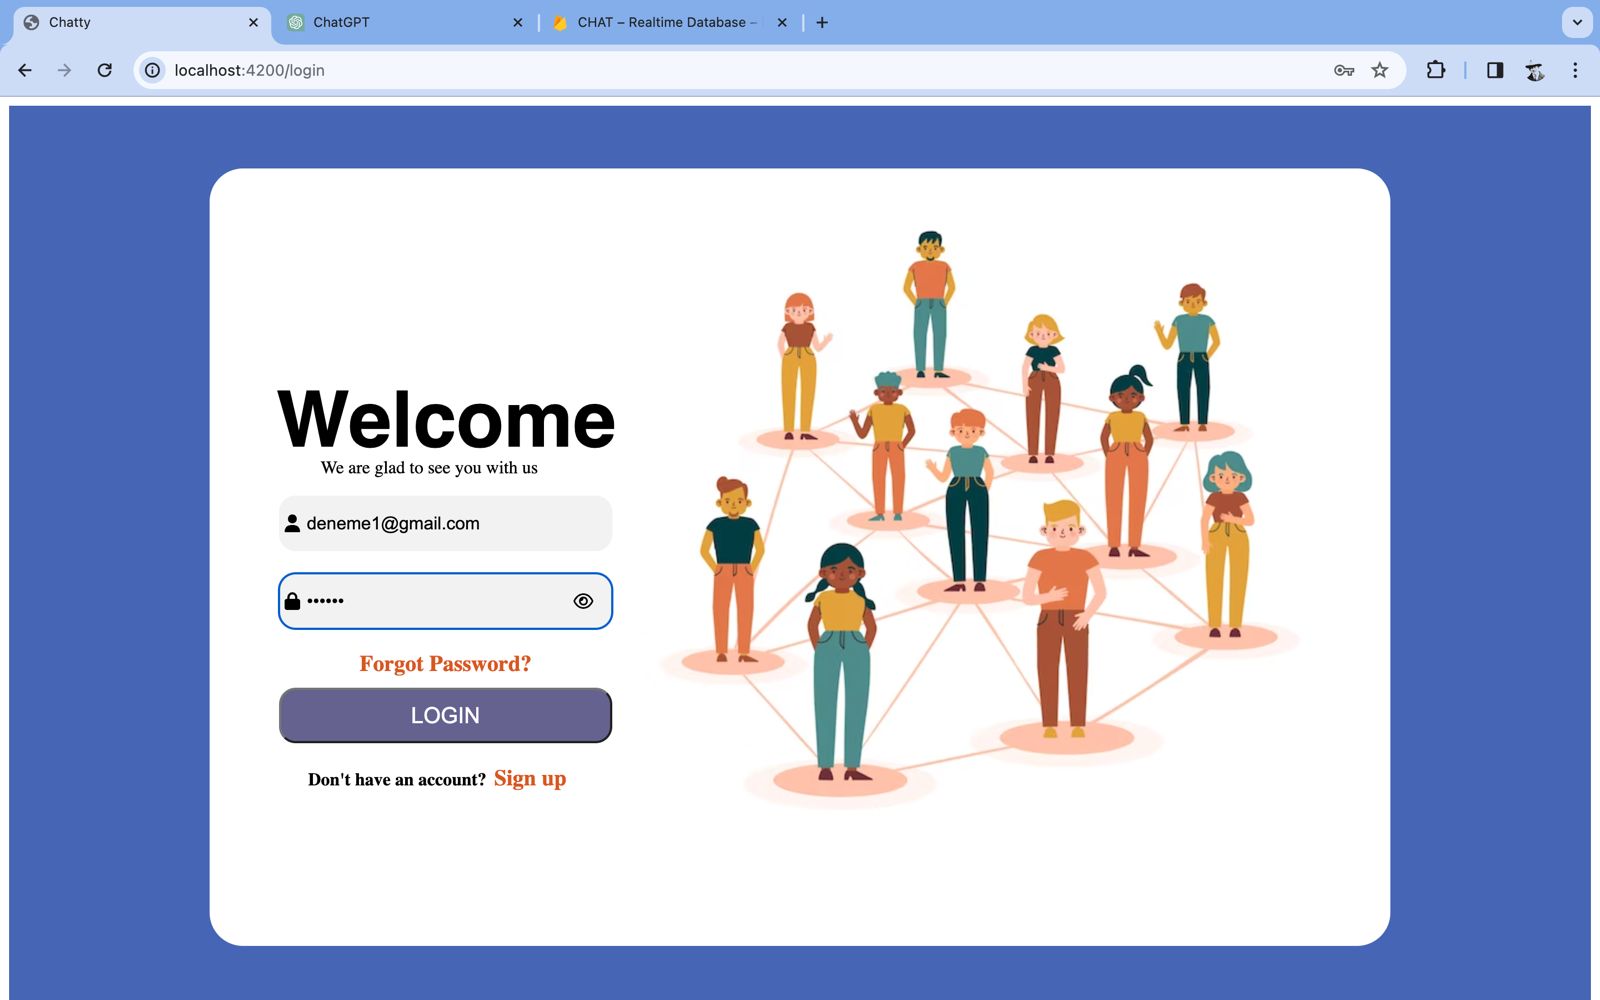 Chatty
ChatGPT
CHAT – Realtime Database –
localhost:4200/login
Welcome
We are glad to see you with us
deneme1@gmail.com
••••••
Forgot Password?
LOGIN
Don't have an account? Sign up